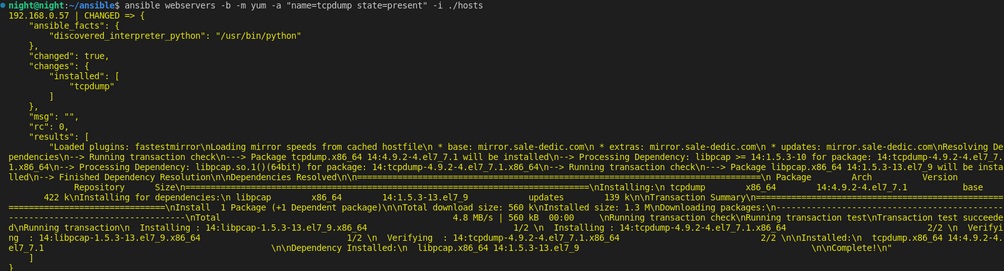 night@night:~/ansible$ ansible webservers -b -m yum -a "name=tcpdump state=present" -i ./hosts
192.168.0.57 | CHANGED => {
    "ansible_facts": {
        "discovered_interpreter_python": "/usr/bin/python"
    },
    "changed": true,
    "changes": {
        "installed": [
            "tcpdump"
        ]
    },
    "msg": "",
    "rc": 0,
    "results": [
        "Loaded plugins: fastestmirror\nLoading mirror speeds from cached hostfile\n * base: mirror.sale-dedic.com\n * extras: mirror.sale-dedic.com\n * updates: mirror.sale-dedic.com\nResolving De
pendencies\n--> Running transaction check\n---> Package tcpdump.x86_64 14:4.9.2-4.el7_7.1 will be installed\n--> Processing Dependency: libpcap >= 14:1.5.3-10 for package: 14:tcpdump-4.9.2-4.el7_7.
1.x86_64\n--> Processing Dependency: libpcap.so.1()(64bit) for package: 14:tcpdump-4.9.2-4.el7_7.1.x86_64\n--> Running transaction check\n---> Package libpcap.x86_64 14:1.5.3-13.el7_9 will be insta
lled\n--> Finished Dependency Resolution\n\nDependencies Resolved\n\n================================================================================\n Package Arch Version
Repository Size\n================================================================================\nInstalling:\n tcpdump x86_64 14:4.9.2-4.el7_7.1 base
422 k\nInstalling for dependencies:\n libpcap x86_64 14:1.5.3-13.el7_9 updates 139 k\n\nTransaction Summary\n================================================
================================\nInstall  1 Package (+1 Dependent package)\n\nTotal download size: 560 k\nInstalled size: 1.3 M\nDownloading packages:\n--------------------------------------------
------------------------------------\nTotal 4.8 MB/s | 560 kB  00:00 \nRunning transaction check\nRunning transaction test\nTransaction test succeede
d\nRunning transaction\n  Installing : 14:libpcap-1.5.3-13.el7_9.x86_64 1/2 \n  Installing : 14:tcpdump-4.9.2-4.el7_7.1.x86_64 2/2 \n  Verifyi
ng  : 14:libpcap-1.5.3-13.el7_9.x86_64 1/2 \n  Verifying  : 14:tcpdump-4.9.2-4.el7_7.1.x86_64 2/2 \n\nInstalled:\n  tcpdump.x86_64 14:4.9.2-4.
el7_7.1 \n\nDependency Installed:\n  libpcap.x86_64 14:1.5.3-13.el7_9 \n\nComplete!\n"
    ]
}